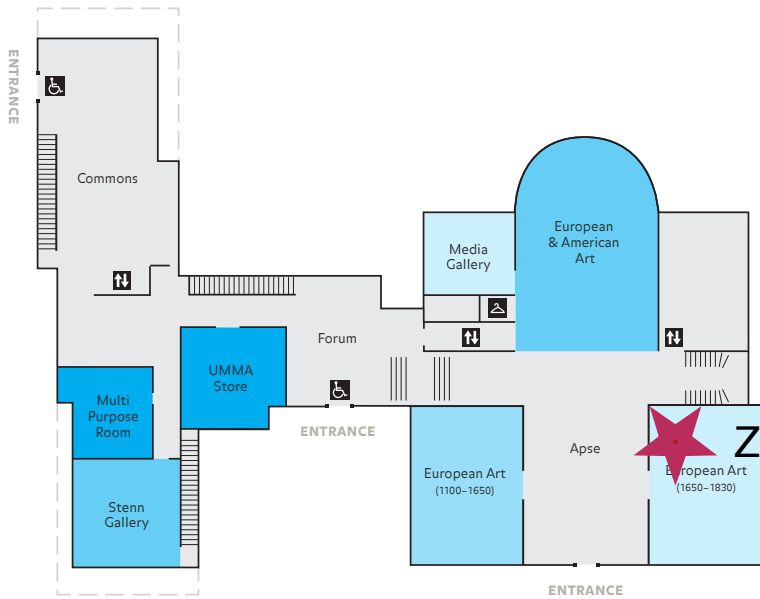 ENTRANCE
Commons
Media
Gallery
European
& American
Art
Forum
UMMA
Store
Multi
Purpose
Room
ENTRANCE
Apse
Z
European Art
(1100–1650)
European Art
(1650–1830)
Stenn
Gallery
ENTRANCE